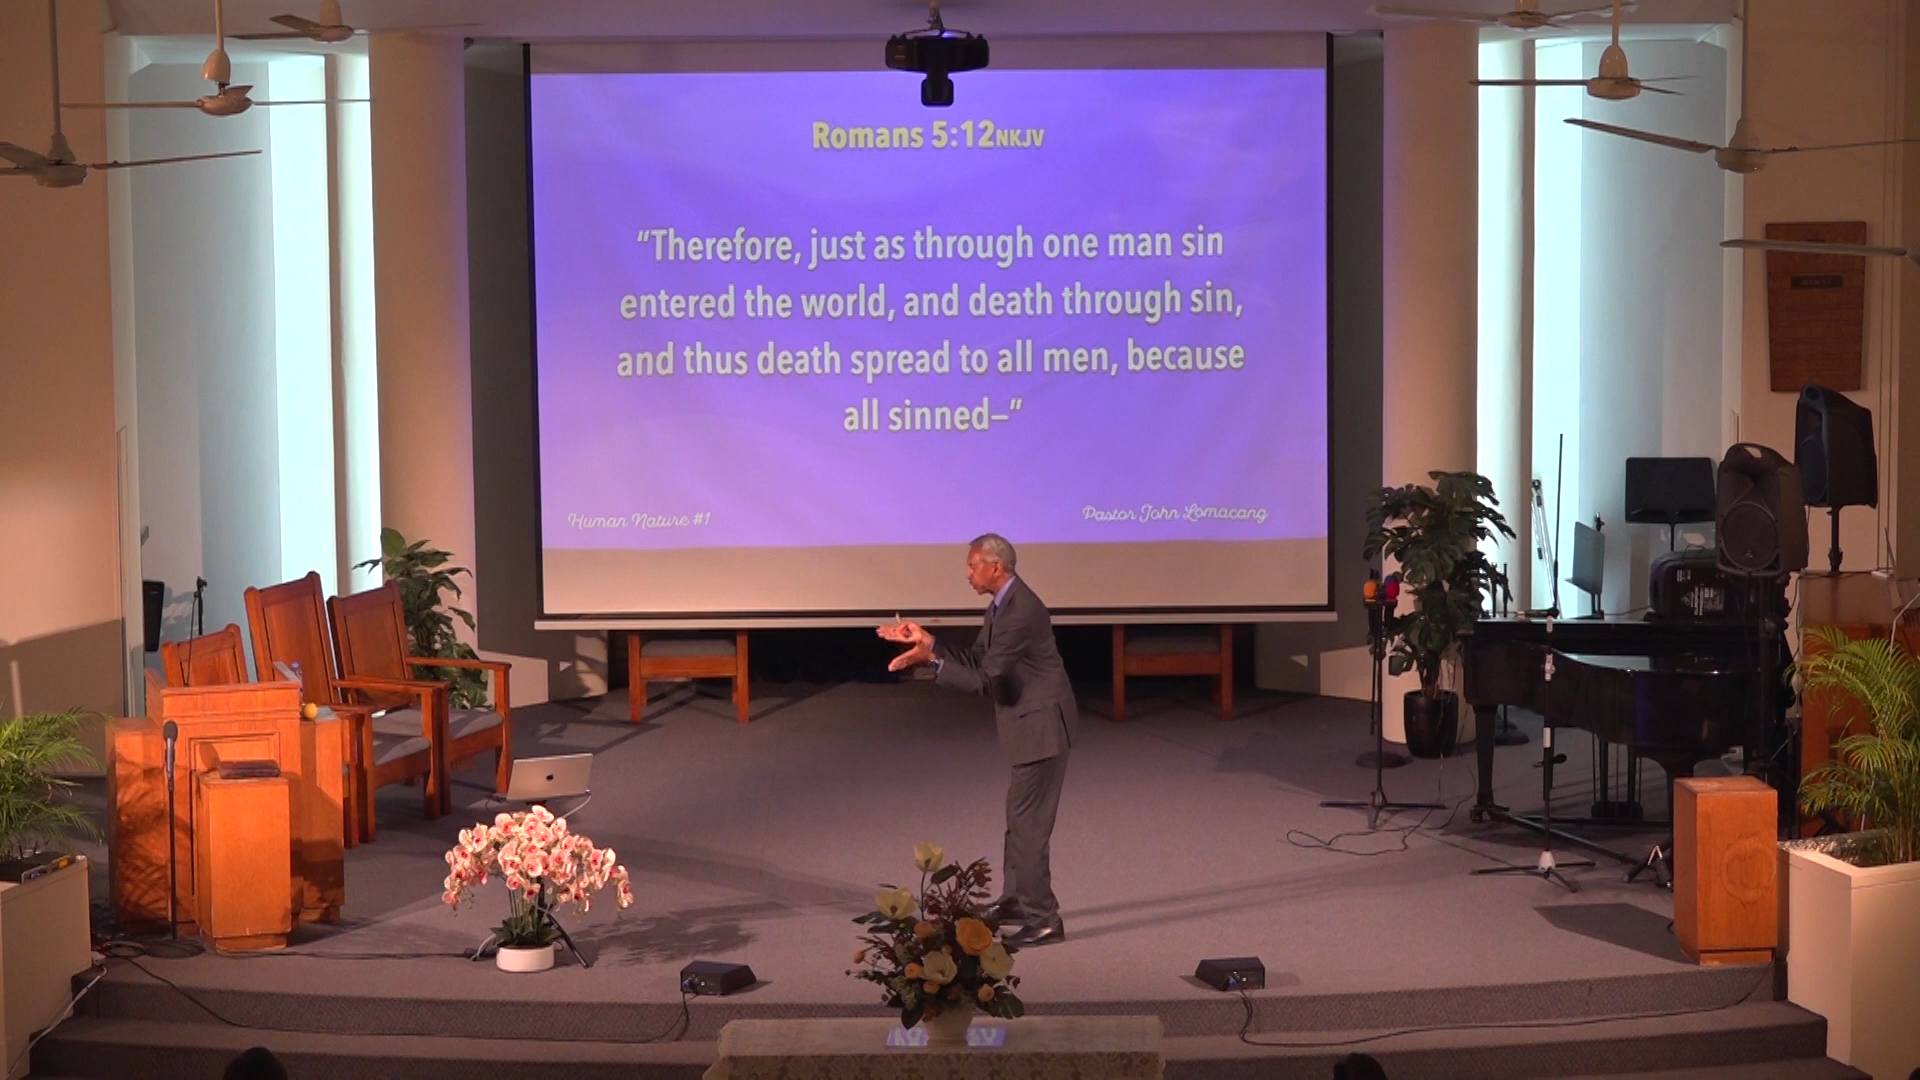 Romans 5:12NKJV
“Therefore, just as through one man sin
entered the world, and death through sin,
and thus death spread to all men, because
all sinned–”
Human Nature #1
Pastor John Lomacang